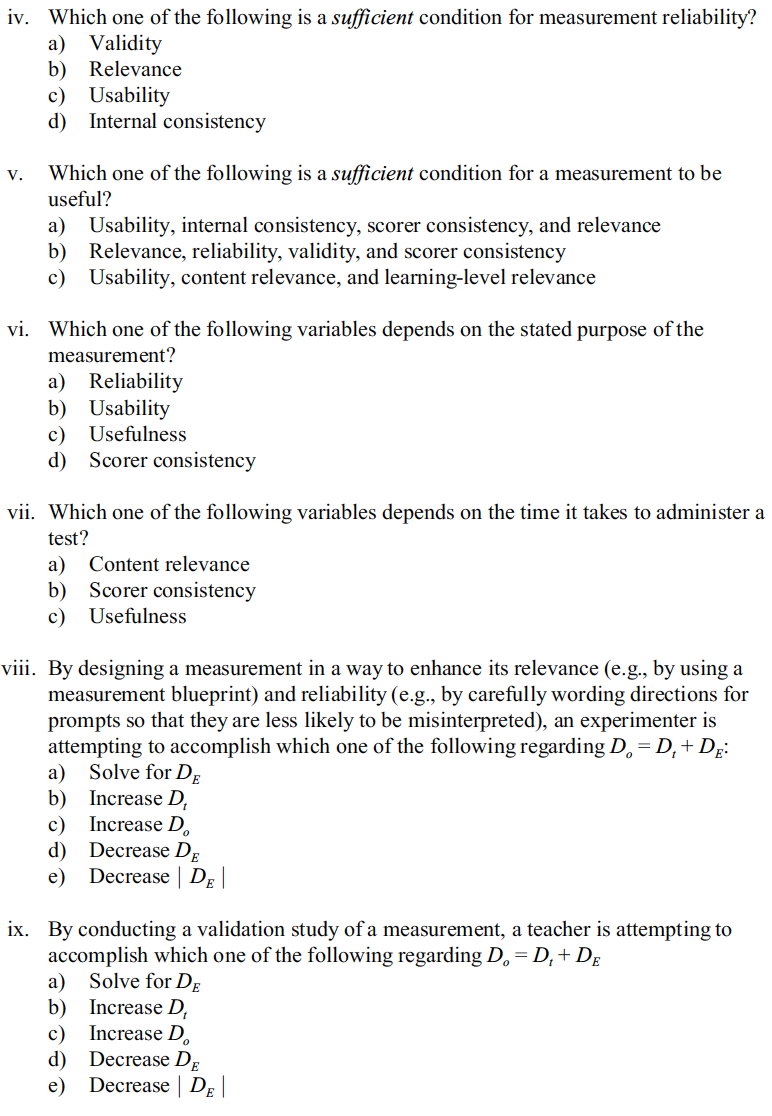 iv. Which one of the following is a sufficient condition for measurement reliability?
a) Validity
b) Relevance
c) Usability
d) Internal consistency
v. Which one of the following is a sufficient condition for a measurement to be
useful?
a) Usability, internal consistency, scorer consistency, and relevance
b) Relevance, reliability, validity, and scorer consistency
c) Usability, content relevance, and learning-level relevance
vi. Which one of the following variables depends on the stated purpose of the
measurement?
a) Reliability
b) Usability
c) Usefulness
d) Scorer consistency
vii. Which one of the following variables depends on the time it takes to administer a
test?
a) Content relevance
b) Scorer consistency
c) Usefulness
viii. By designing a measurement in a way to enhance its relevance (e.g., by using a
measurement blueprint) and reliability (e.g., by carefully wording directions for
prompts so that they are less likely to be misinterpreted), an experimenter is
attempting to accomplish which one of the following regarding Dₒ = Dₜ + D_E:
a) Solve for D_E
b) Increase Dₜ
c) Increase Dₒ
d) Decrease D_E
e) Decrease | D_E |
ix. By conducting a validation study of a measurement, a teacher is attempting to
accomplish which one of the following regarding Dₒ = Dₜ + D_E
a) Solve for D_E
b) Increase Dₜ
c) Increase Dₒ
d) Decrease D_E
e) Decrease | D_E |